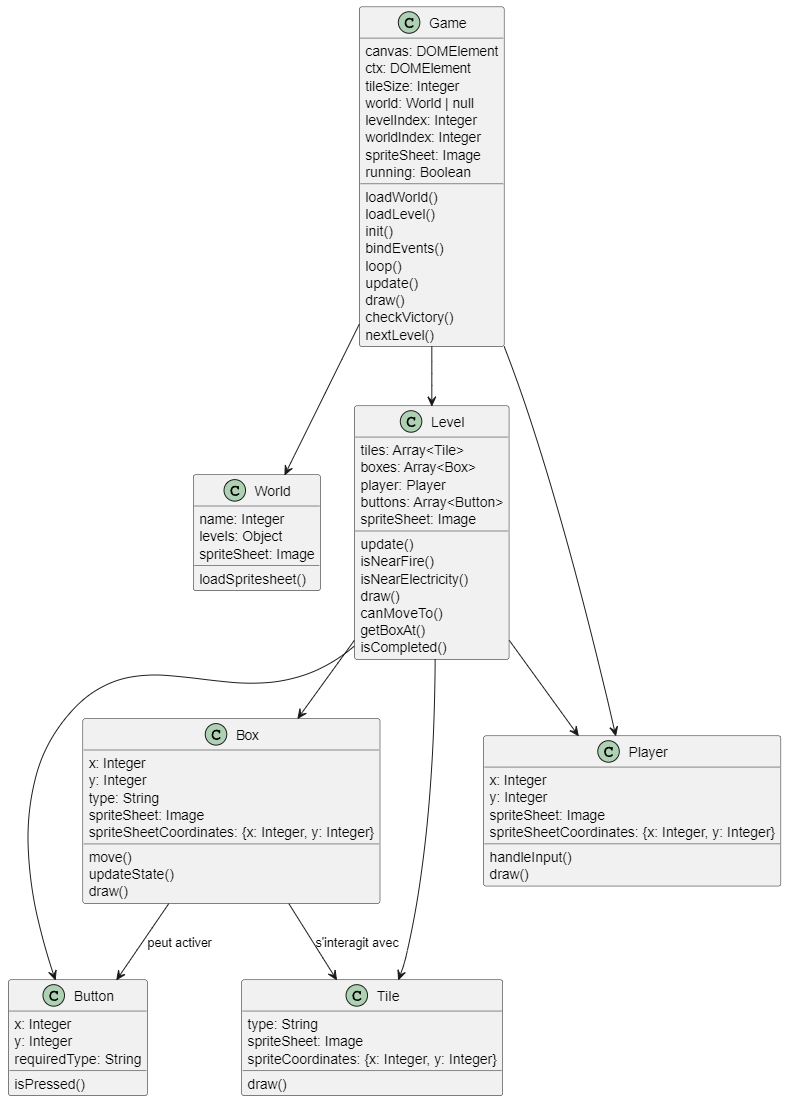 C Game
canvas: DOMElement
ctx: DOMElement
tileSize: Integer
world: World | null
levelIndex: Integer
worldIndex: Integer
spriteSheet: Image
running: Boolean
loadWorld()
loadLevel()
init()
bindEvents()
loop()
update()
draw()
checkVictory()
nextLevel()
C Level
tiles: Array<Tile>
boxes: Array<Box>
player: Player
buttons: Array<Button>
spriteSheet: Image
update()
isNearFire()
isNearElectricity()
draw()
canMoveTo()
getBoxAt()
isCompleted()
C World
name: Integer
levels: Object
spriteSheet: Image
loadSpritesheet()
C Box
x: Integer
y: Integer
type: String
spriteSheet: Image
spriteSheetCoordinates: {x: Integer, y: Integer}
move()
updateState()
draw()
C Player
x: Integer
y: Integer
spriteSheet: Image
spriteSheetCoordinates: {x: Integer, y: Integer}
handleInput()
draw()
peut activer
s'interagit avec
C Button
x: Integer
y: Integer
requiredType: String
isPressed()
C Tile
type: String
spriteSheet: Image
spriteCoordinates: {x: Integer, y: Integer}
draw()